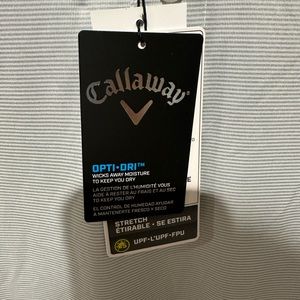 Callaway
OPTI•DRI™
WICKS AWAY MOISTURE
TO KEEP YOU DRY
LA GESTION DE L'HUMIDITÉ VOUS
AIDE À RESTER AU FRAIS ET AU SEC
EL CONTROL DE HUMEDAD AYUDAR
A MANTENERTE FRESCO Y SECO
STRETCH
ÉTIRABLE • SE ESTIRA
UPF•L'UPF•FPU